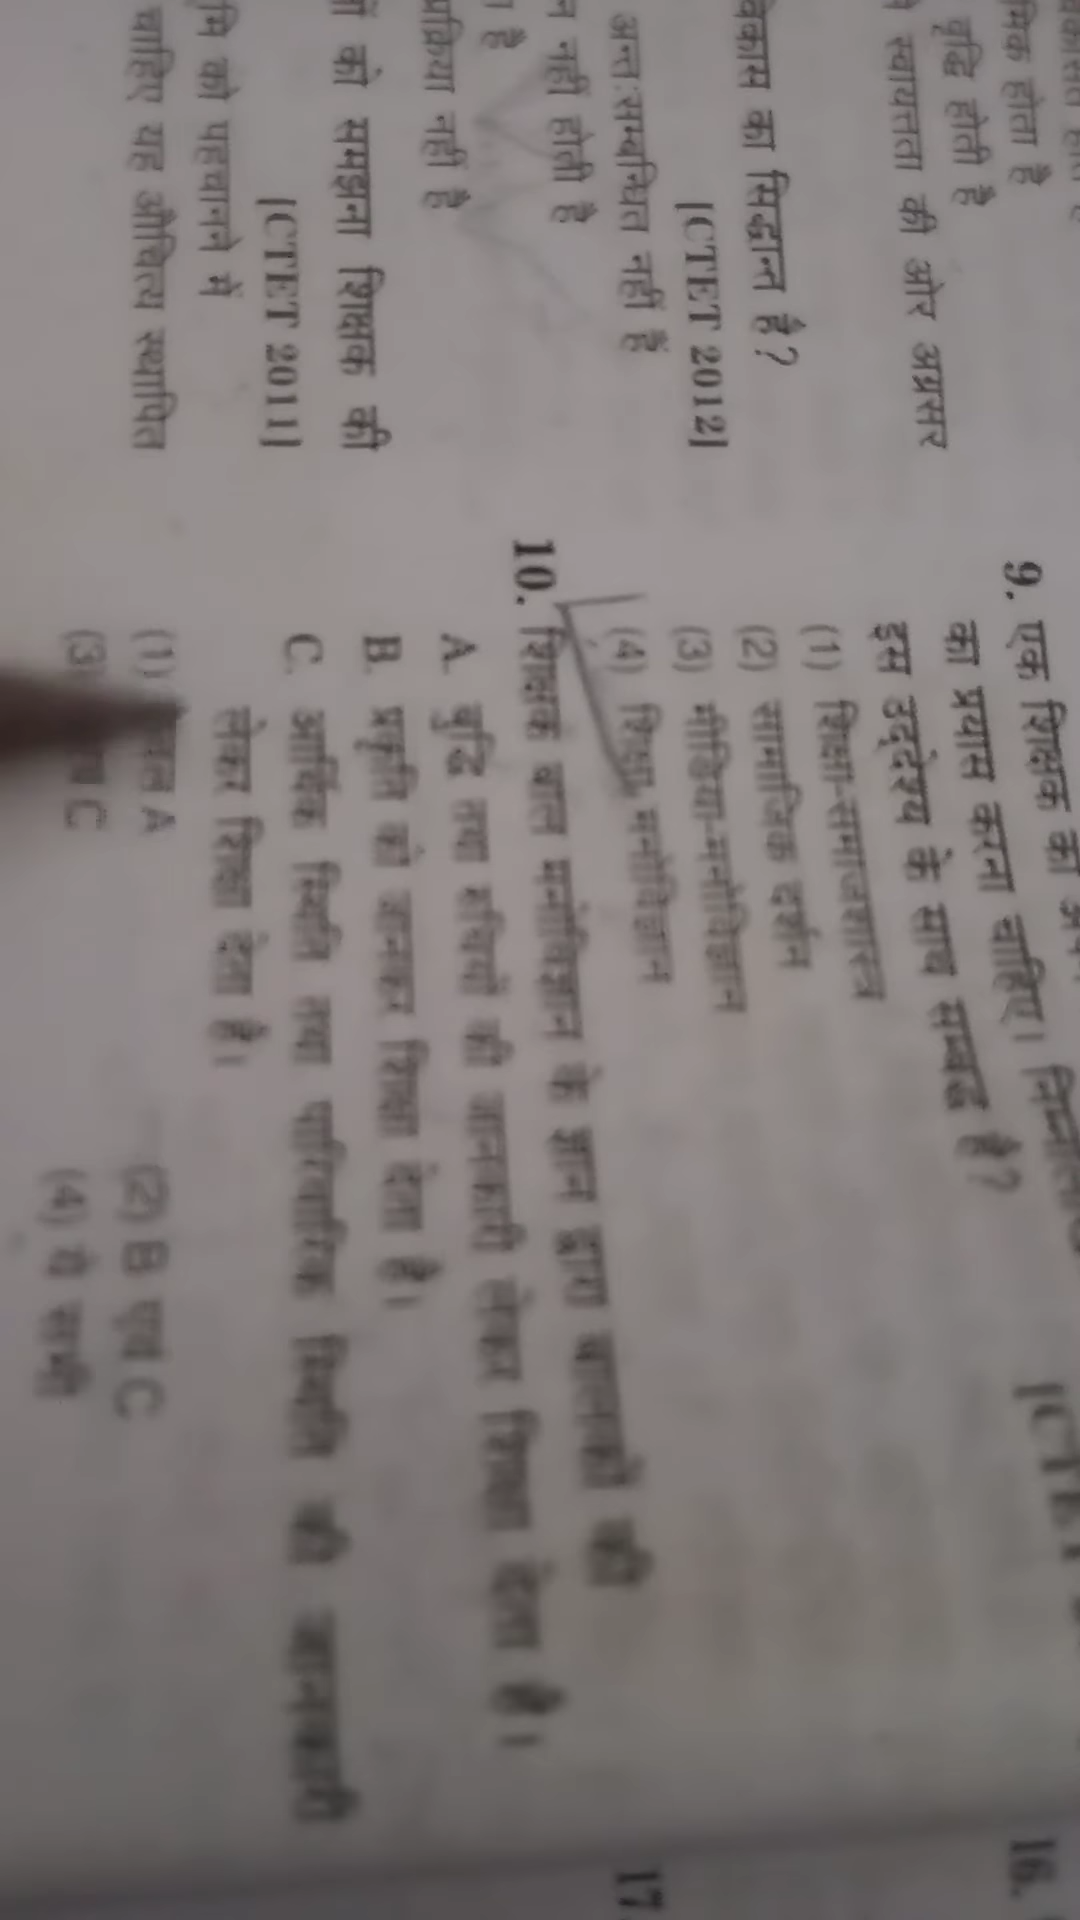 कासित होता है
मिक होता है
वृद्धि होती है
स्वायत्तता की ओर अग्रसर
विकास का सिद्धान्त है?
[CTET 2012]
अन्त:सम्बन्धित नहीं हैं
न नहीं होती है
है
प्रक्रिया नहीं है
को समझना शिक्षक की
[CTET 2011]
मि को पहचानने में
चाहिए यह औचित्य स्थापित
9. एक शिक्षक को
का प्रयास करना चाहिए।
इस उद्देश्य के साथ सम्बद्ध है?
(1) शिक्षा-समाजशास्त्र
(2) सामाजिक दर्शन
(3) मीडिया-मनोविज्ञान
(4) शिक्षा मनोविज्ञान
10. शिक्षक बाल मनोविज्ञान के ज्ञान द्वारा बालकों की
A. बुद्धि तथा रुचियों की जानकारी लेकर शिक्षा देता है।
B. प्रकृति को जानकर शिक्षा देता है।
C. आर्थिक स्थिति तथा पारिवारिक स्थिति की जानकारी
लेकर शिक्षा देता है।
(1) A
(2) B एवं C
(3) C
(4) ये सभी
16.
17